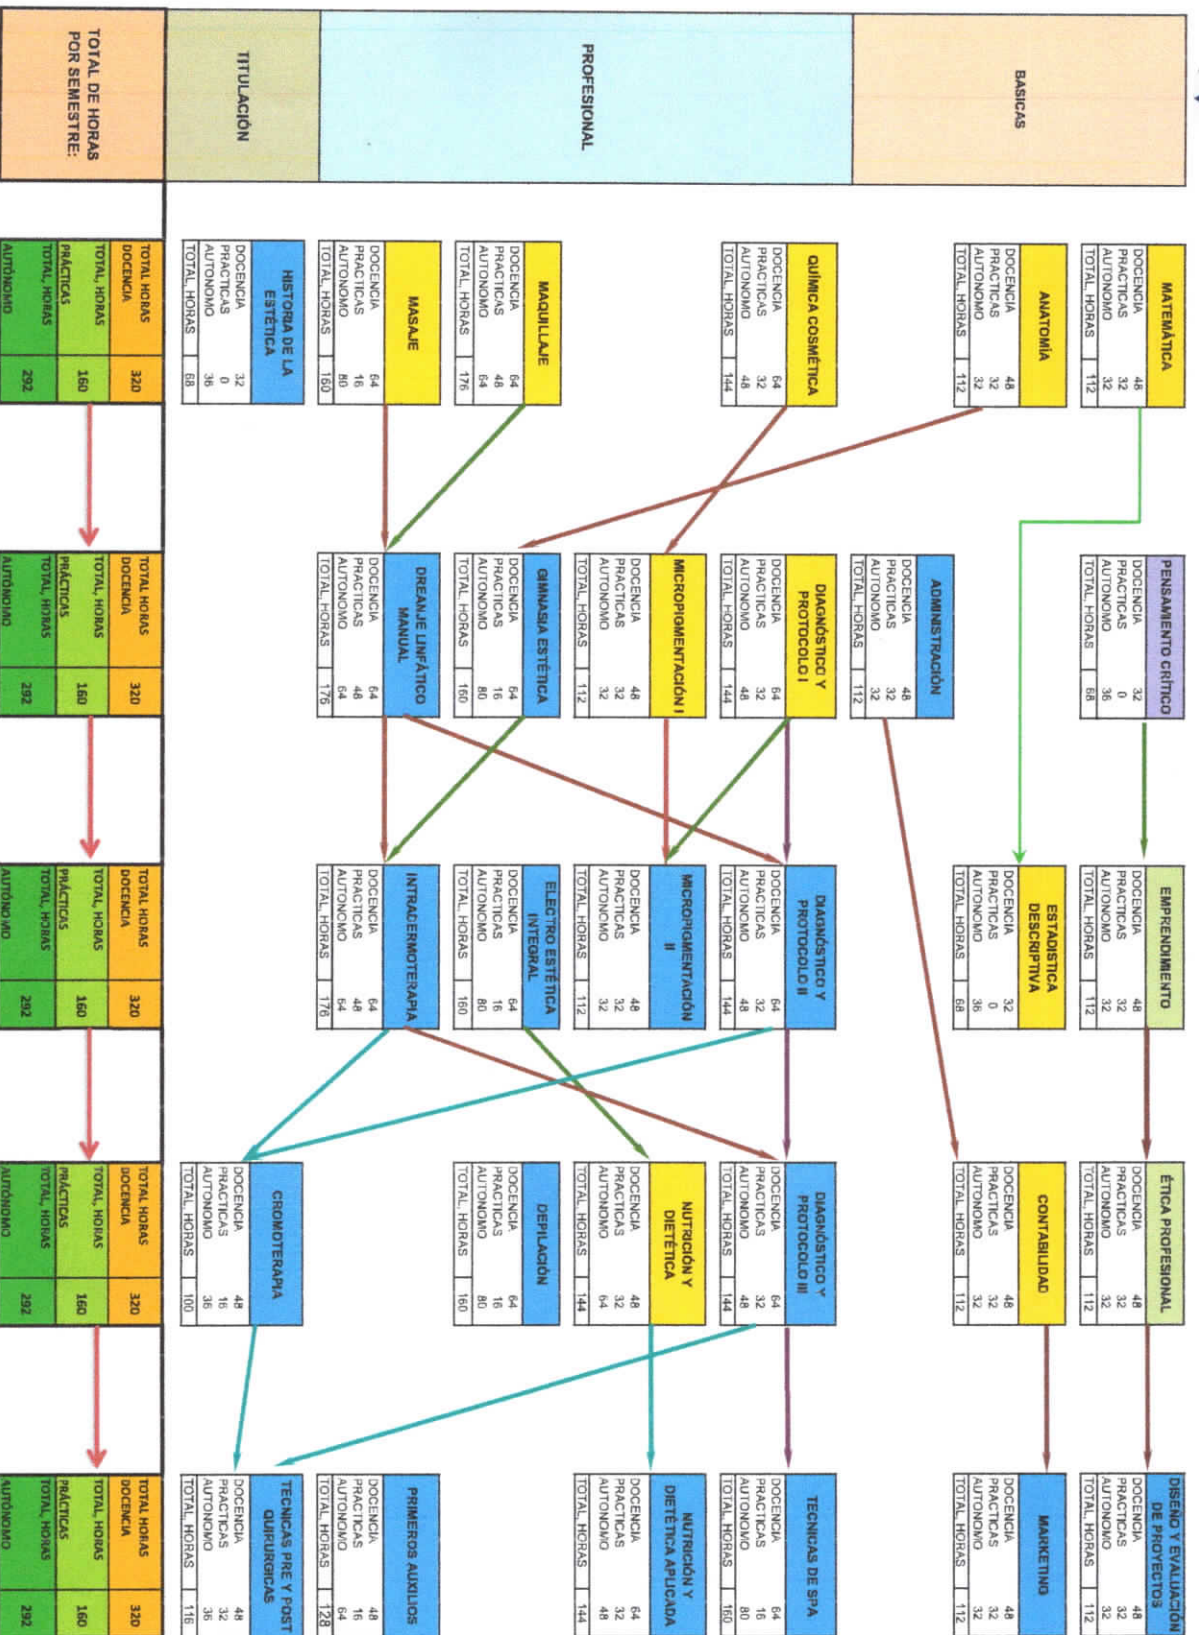 BASICAS
PROFESIONAL
TITULACIÓN
TOTAL DE HORAS
POR SEMESTRE:
MATEMÁTICA
DOCENCIA 48
PRACTICAS 32
AUTONOMO 32
TOTAL, HORAS 112
ANATOMÍA
DOCENCIA 48
PRACTICAS 32
AUTONOMO 32
TOTAL, HORAS 112
QUÍMICA COSMÉTICA
DOCENCIA 64
PRACTICAS 32
AUTONOMO 48
TOTAL, HORAS 144
MAQUILLAJE
DOCENCIA 64
PRACTICAS 48
AUTONOMO 64
TOTAL, HORAS 176
MASAJE
DOCENCIA 64
PRACTICAS 16
AUTONOMO 80
TOTAL, HORAS 160
HISTORIA DE LA
ESTÉTICA
DOCENCIA 32
PRACTICAS 0
AUTONOMO 36
TOTAL, HORAS 68
TOTAL HORAS
DOCENCIA 320
TOTAL, HORAS
PRÁCTICAS 160
TOTAL, HORAS
AUTÓNOMO 292
PENSAMIENTO CRÍTICO
DOCENCIA 32
PRACTICAS 0
AUTONOMO 36
TOTAL, HORAS 68
ADMINISTRACIÓN
DOCENCIA 48
PRACTICAS 32
AUTONOMO 32
TOTAL, HORAS 112
DIAGNÓSTICO Y
PROTOCOLO I
DOCENCIA 64
PRACTICAS 32
AUTONOMO 48
TOTAL, HORAS 144
MICROPIGMENTACIÓN I
DOCENCIA 48
PRACTICAS 32
AUTONOMO 32
TOTAL, HORAS 112
GIMNASIA ESTÉTICA
DOCENCIA 64
PRACTICAS 16
AUTONOMO 80
TOTAL, HORAS 160
DREANJE LINFÁTICO
MANUAL
DOCENCIA 64
PRACTICAS 48
AUTONOMO 64
TOTAL, HORAS 176
TOTAL HORAS
DOCENCIA 320
TOTAL, HORAS
PRÁCTICAS 160
TOTAL, HORAS
AUTÓNOMO 292
EMPRENDIMIENTO
DOCENCIA 48
PRACTICAS 32
AUTONOMO 32
TOTAL, HORAS 112
ESTADISTICA
DESCRIPTIVA
DOCENCIA 32
PRACTICAS 0
AUTONOMO 36
TOTAL, HORAS 68
DIAGNÓSTICO Y
PROTOCOLO II
DOCENCIA 64
PRACTICAS 32
AUTONOMO 48
TOTAL, HORAS 144
MICROPIGMENTACIÓN
II
DOCENCIA 48
PRACTICAS 32
AUTONOMO 32
TOTAL, HORAS 112
ELECTRO ESTÉTICA
INTEGRAL
DOCENCIA 64
PRACTICAS 16
AUTONOMO 80
TOTAL, HORAS 160
INTRADERMOTERAPIA
DOCENCIA 64
PRACTICAS 48
AUTONOMO 64
TOTAL, HORAS 176
TOTAL HORAS
DOCENCIA 320
TOTAL, HORAS
PRÁCTICAS 160
TOTAL, HORAS
AUTÓNOMO 292
ÉTICA PROFESIONAL
DOCENCIA 48
PRACTICAS 32
AUTONOMO 32
TOTAL, HORAS 112
CONTABILIDAD
DOCENCIA 48
PRACTICAS 32
AUTONOMO 32
TOTAL, HORAS 112
DIAGNÓSTICO Y
PROTOCOLO III
DOCENCIA 64
PRACTICAS 32
AUTONOMO 48
TOTAL, HORAS 144
NUTRICIÓN Y
DIETÉTICA
DOCENCIA 48
PRACTICAS 32
AUTONOMO 64
TOTAL, HORAS 144
DEPILACIÓN
DOCENCIA 64
PRACTICAS 16
AUTONOMO 80
TOTAL, HORAS 160
CROMOTERAPIA
DOCENCIA 48
PRACTICAS 16
AUTONOMO 36
TOTAL, HORAS 100
TOTAL HORAS
DOCENCIA 320
TOTAL, HORAS
PRÁCTICAS 160
TOTAL, HORAS
AUTÓNOMO 292
DISEÑO Y EVALUACIÓN
DE PROYECTOS
DOCENCIA 48
PRACTICAS 32
AUTONOMO 32
TOTAL, HORAS 112
MARKETING
DOCENCIA 48
PRACTICAS 32
AUTONOMO 32
TOTAL, HORAS 112
TECNICAS DE SPA
DOCENCIA 64
PRACTICAS 16
AUTONOMO 80
TOTAL, HORAS 160
NUTRICIÓN Y
DIETÉTICA APLICADA
DOCENCIA 64
PRACTICAS 32
AUTONOMO 48
TOTAL, HORAS 144
PRIMEROS AUXILIOS
DOCENCIA 48
PRACTICAS 16
AUTONOMO 64
TOTAL, HORAS 128
TECNICAS PRE Y POST
QUIRURGICAS
DOCENCIA 48
PRACTICAS 32
AUTONOMO 36
TOTAL, HORAS 116
TOTAL HORAS
DOCENCIA 320
TOTAL, HORAS
PRÁCTICAS 160
TOTAL, HORAS
AUTÓNOMO 292